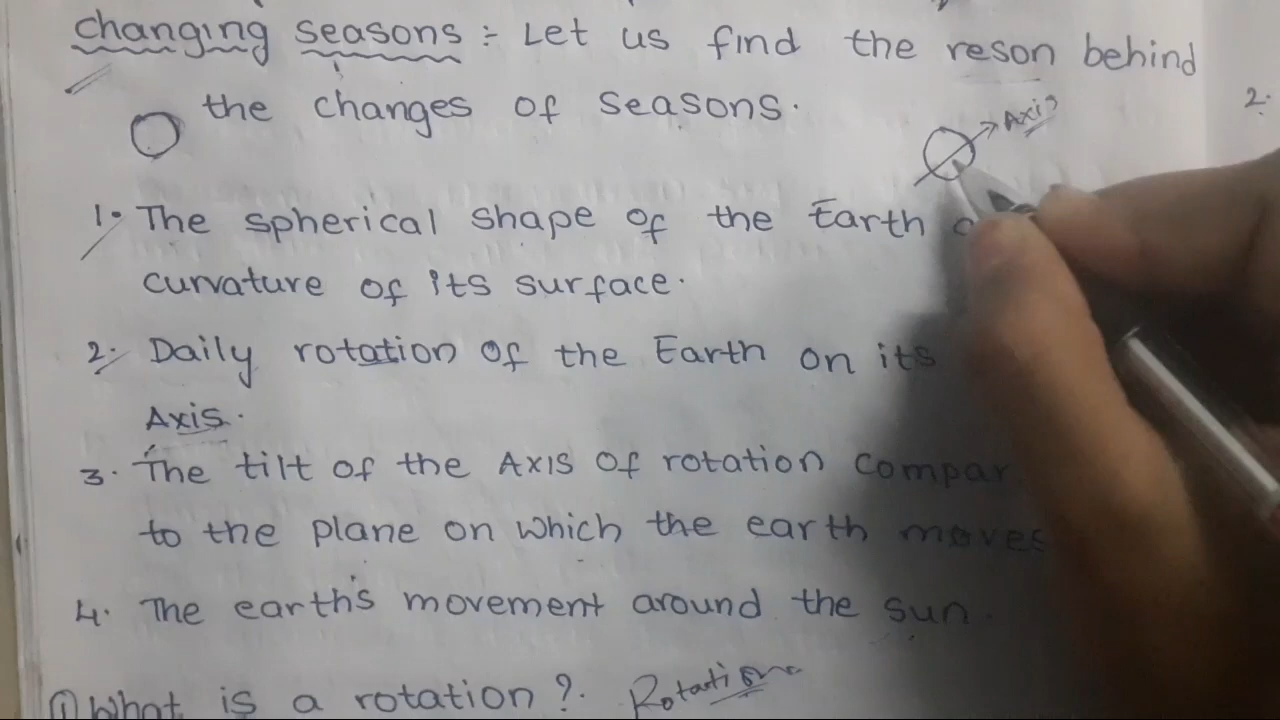 changing seasons :- Let us find the reson behind
the changes of seasons.
Axis
2.
1. The spherical shape of the Earth
curvature of its surface.
2. Daily rotation of the Earth on its
Axis.
3. The tilt of the Axis of rotation Compar
to the plane on which the earth moves
4. The earth's movement around the sun.
① What is a rotation ?. Rotation